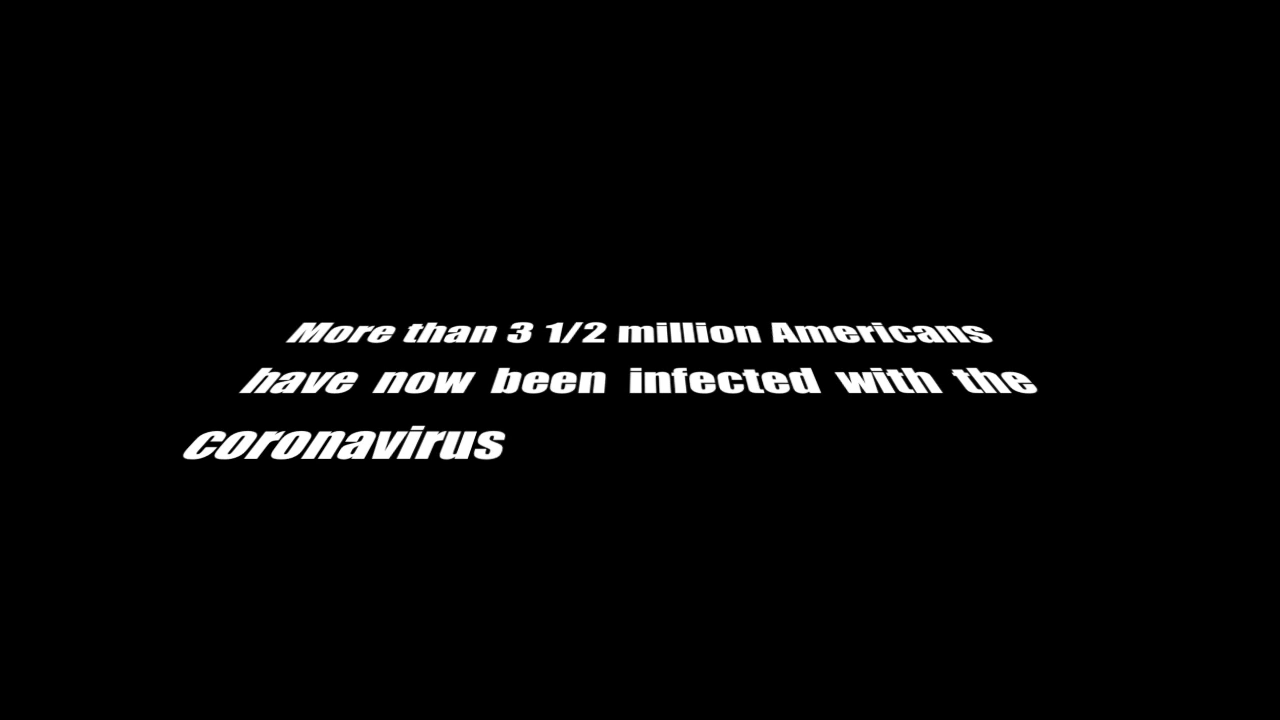 More than 3 1/2 million Americans
have now been infected with the
coronavirus